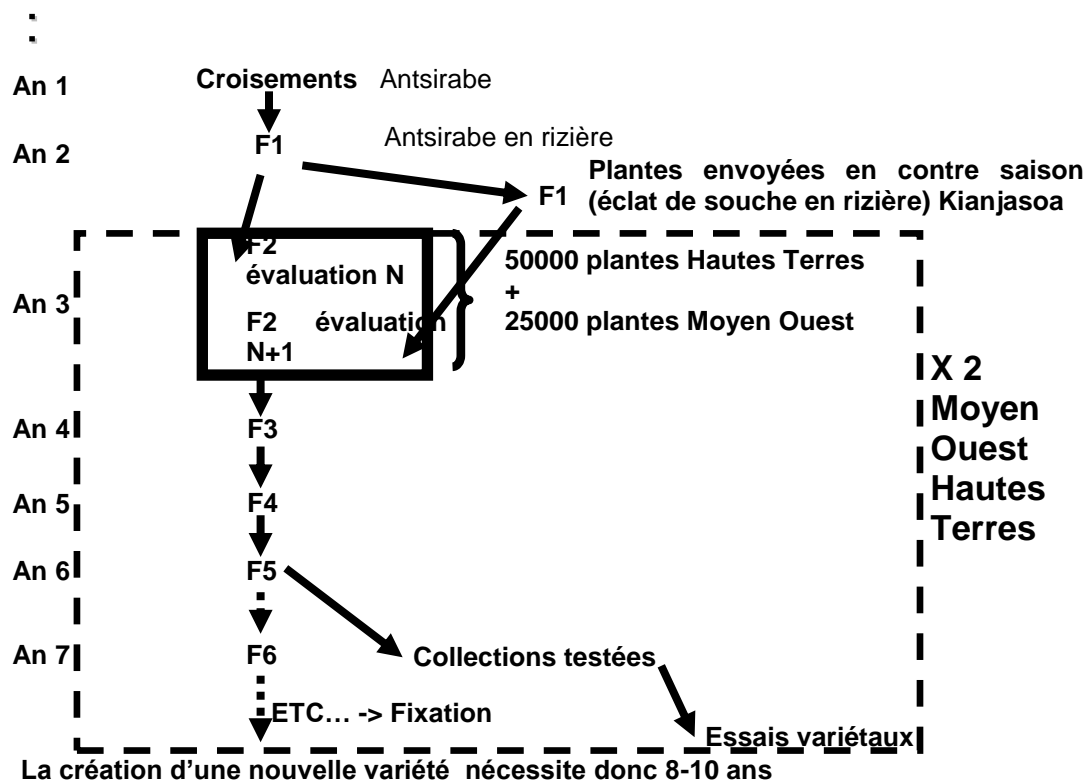 :
An 1
Croisements Antsirabe
An 2
F1
Antsirabe en rizière
F1
Plantes envoyées en contre saison
(éclat de souche en rizière) Kianjasoa
An 3
F2
évaluation N
F2 évaluation
N+1
50000 plantes Hautes Terres
+
25000 plantes Moyen Ouest
X 2
Moyen
Ouest
Hautes
Terres
An 4
F3
An 5
F4
An 6
F5
An 7
F6
Collections testées
ETC… -> Fixation
Essais variétaux
La création d’une nouvelle variété nécessite donc 8-10 ans